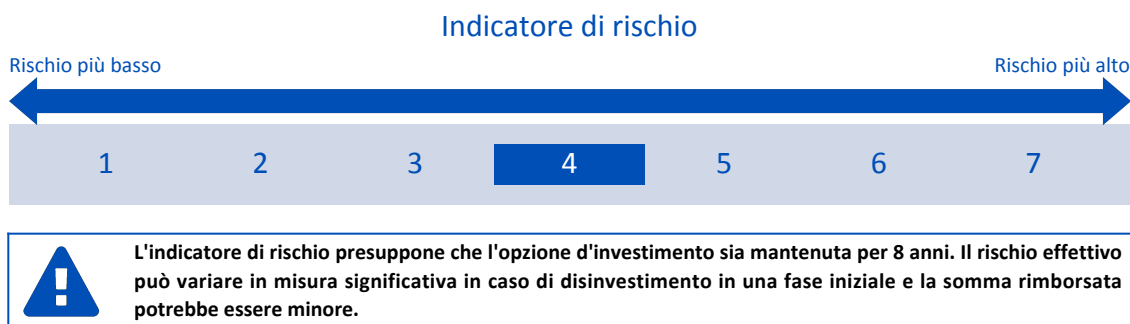 Indicatore di rischio
Rischio più basso Rischio più alto
1 2 3 4 5 6 7
L'indicatore di rischio presuppone che l'opzione d'investimento sia mantenuta per 8 anni. Il rischio effettivo
può variare in misura significativa in caso di disinvestimento in una fase iniziale e la somma rimborsata
potrebbe essere minore.